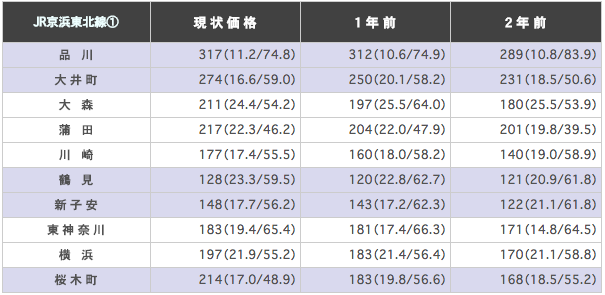 JR京浜東北線① 現状価格 1年前 2年前
品川 317(11.2/74.8) 312(10.6/74.9) 289(10.8/83.9)
大井町 274(16.6/59.0) 250(20.1/58.2) 231(18.5/50.6)
大森 211(24.4/54.2) 197(25.5/64.0) 180(25.5/53.9)
蒲田 217(22.3/46.2) 204(22.0/47.9) 201(19.8/39.5)
川崎 177(17.4/55.5) 160(18.0/58.2) 140(19.0/58.9)
鶴見 128(23.3/59.5) 120(22.8/62.7) 121(20.9/61.8)
新子安 148(17.7/56.2) 143(17.2/62.3) 122(21.1/61.8)
東神奈川 183(19.4/65.4) 181(17.4/66.3) 171(14.8/64.5)
横浜 197(21.9/55.2) 183(21.4/56.4) 170(21.1/58.8)
桜木町 214(17.0/48.9) 183(19.8/56.6) 168(18.5/55.2)